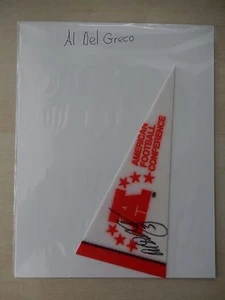 Al Del Greco
AMERICAN
FOOTBALL
CONFERENCE
A